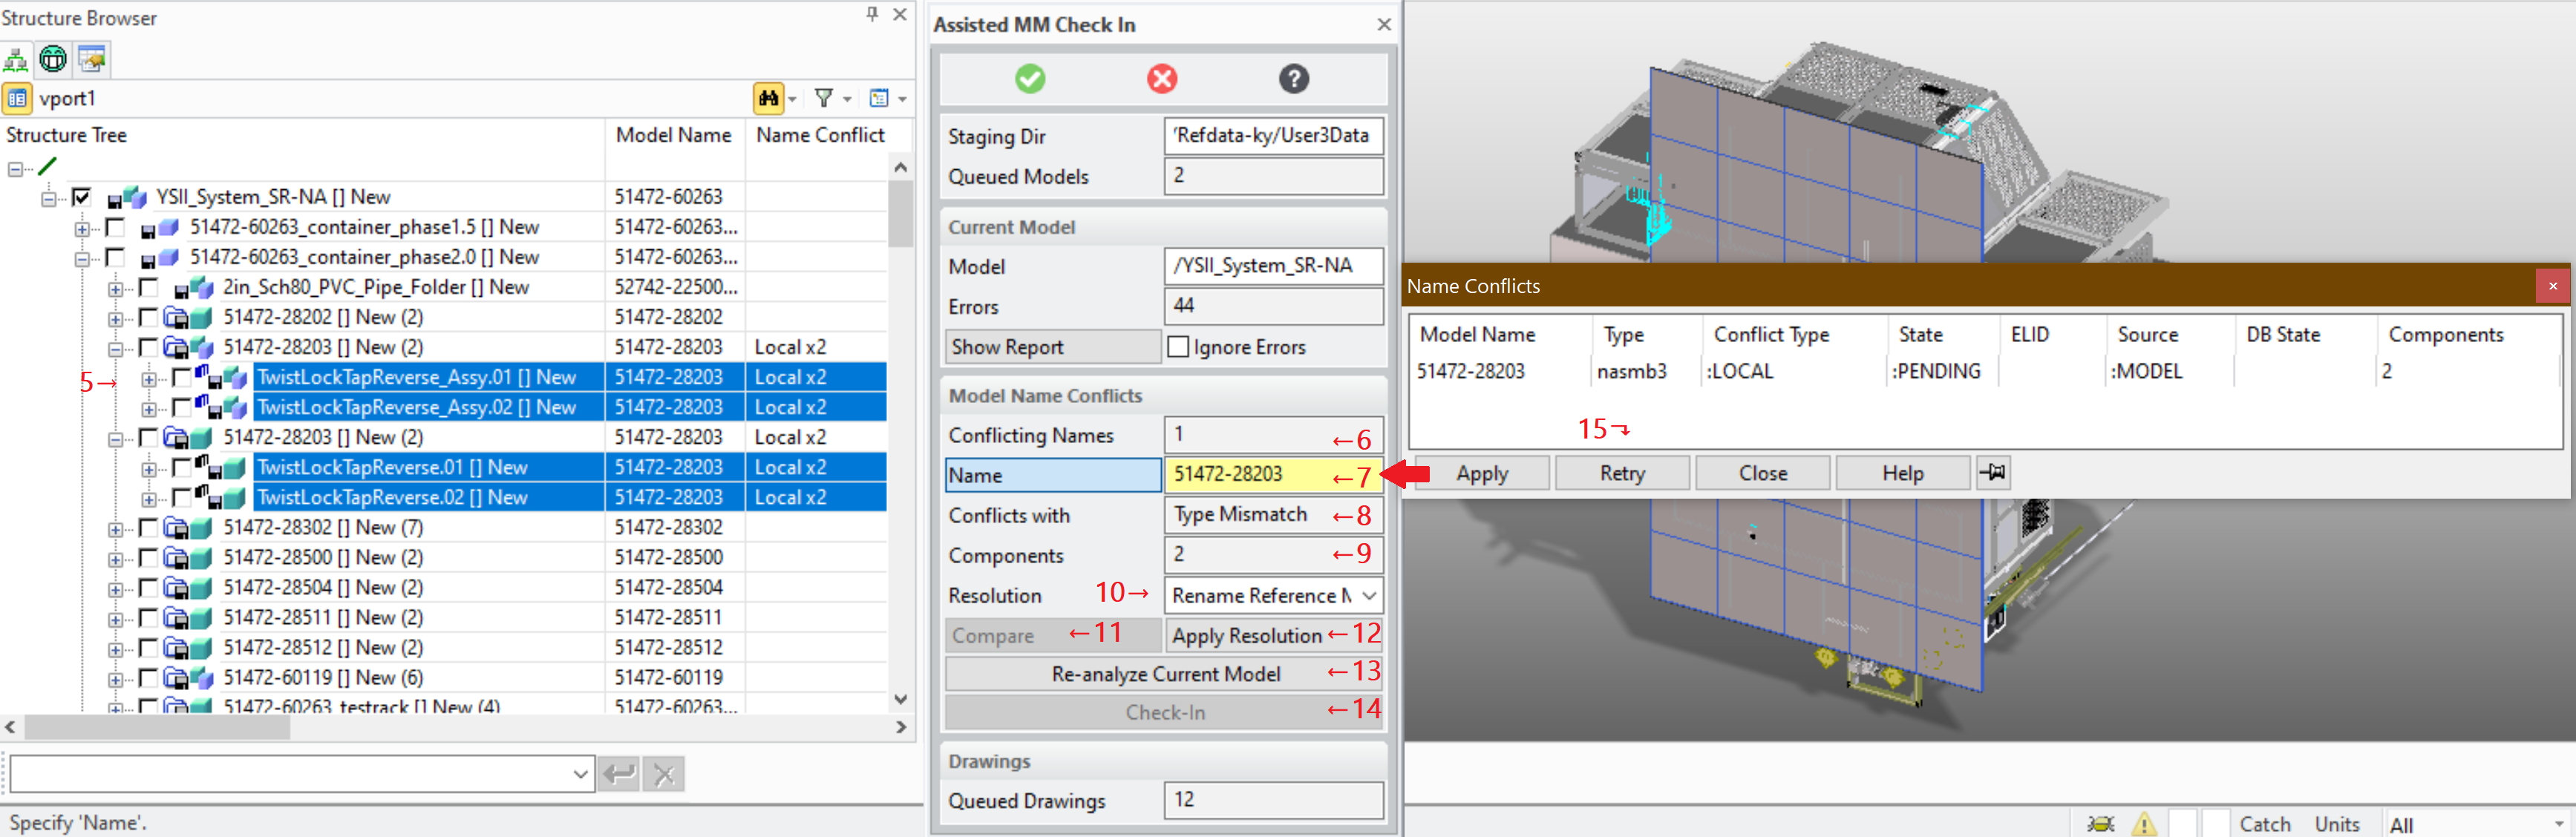 Structure Browser
vport1
Structure Tree Model Name Name Conflict
YSII_System_SR-NA [] New 51472-60263
51472-60263_container_phase1.5 [] New 51472-60263...
51472-60263_container_phase2.0 [] New 51472-60263...
2in_Sch80_PVC_Pipe_Folder [] New 52742-22500...
51472-28202 [] New (2) 51472-28202
51472-28203 [] New (2) 51472-28203 Local x2
5→ TwistLockTapReverse_Assy.01 [] New 51472-28203 Local x2
TwistLockTapReverse_Assy.02 [] New 51472-28203 Local x2
51472-28203 [] New (2) 51472-28203 Local x2
TwistLockTapReverse.01 [] New 51472-28203 Local x2
TwistLockTapReverse.02 [] New 51472-28203 Local x2
51472-28302 [] New (7) 51472-28302
51472-28500 [] New (2) 51472-28500
51472-28504 [] New (2) 51472-28504
51472-28511 [] New (2) 51472-28511
51472-28512 [] New (2) 51472-28512
51472-60119 [] New (6) 51472-60119
51472-60263_testrack [] New (4) 51472-60263...
Specify 'Name'.
Assisted MM Check In
Staging Dir 'Refdata-ky/User3Data
Queued Models 2
Current Model
Model /YSII_System_SR-NA
Errors 44
Show Report Ignore Errors
Model Name Conflicts
Conflicting Names 1 ←6
Name 51472-28203 ←7
Conflicts with Type Mismatch ←8
Components 2 ←9
Resolution 10→ Rename Reference M
Compare ←11 Apply Resolution ←12
Re-analyze Current Model ←13
Check-In ←14
Drawings
Queued Drawings 12
Name Conflicts
Model Name Type Conflict Type State ELID Source DB State Components
51472-28203 nasmb3 :LOCAL :PENDING :MODEL 2
15
Apply Retry Close Help
Catch Units All